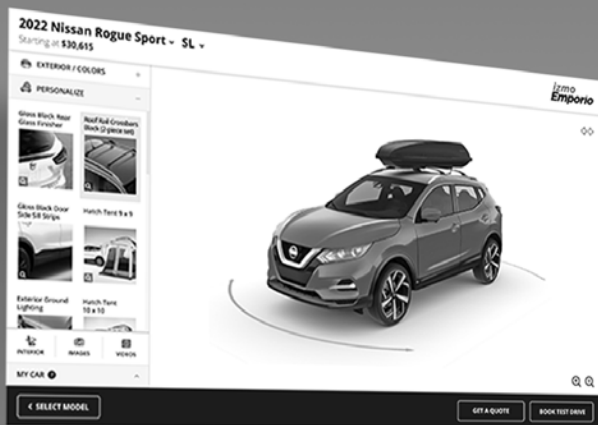 2022 Nissan Rogue Sport SL
Starting at $30,615
izmo
Emporio
EXTERIOR / COLORS
PERSONALIZE
Gloss Black Rear
Glass Finisher
Roof Rail Crossbars
Black (2-piece set)
Gloss Black Door
Side Sill Strips
Hatch Tent 9 x 9
Exterior Ground
Lighting
Hatch Tent
10 x 10
INTERIOR
IMAGES
VIDEOS
MY CAR
SELECT MODEL
GET A QUOTE
BOOK TEST DRIVE